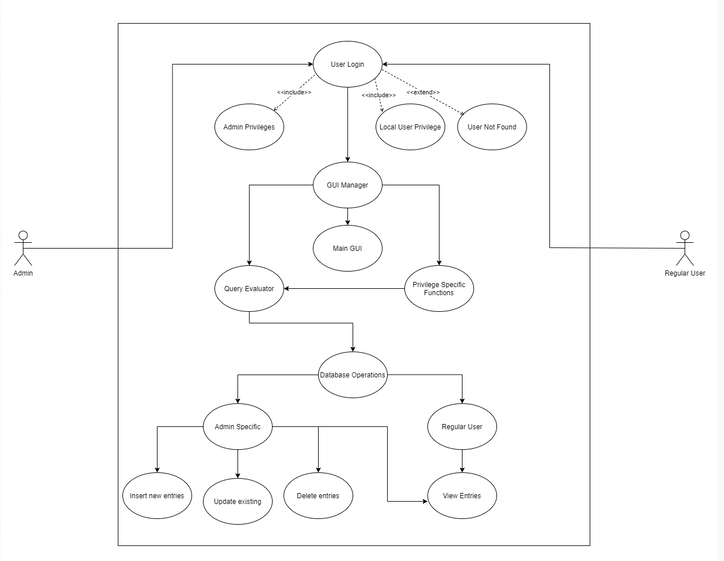 User Login
<<include>>
<<include>>
<<extend>>
Admin Privileges
Local User Privilege
User Not Found
GUI Manager
Main GUI
Admin
Regular User
Query Evaluator
Privilege Specific
Functions
Database Operations
Admin Specific
Regular User
Insert new entries
Update existing
Delete entries
View Entries